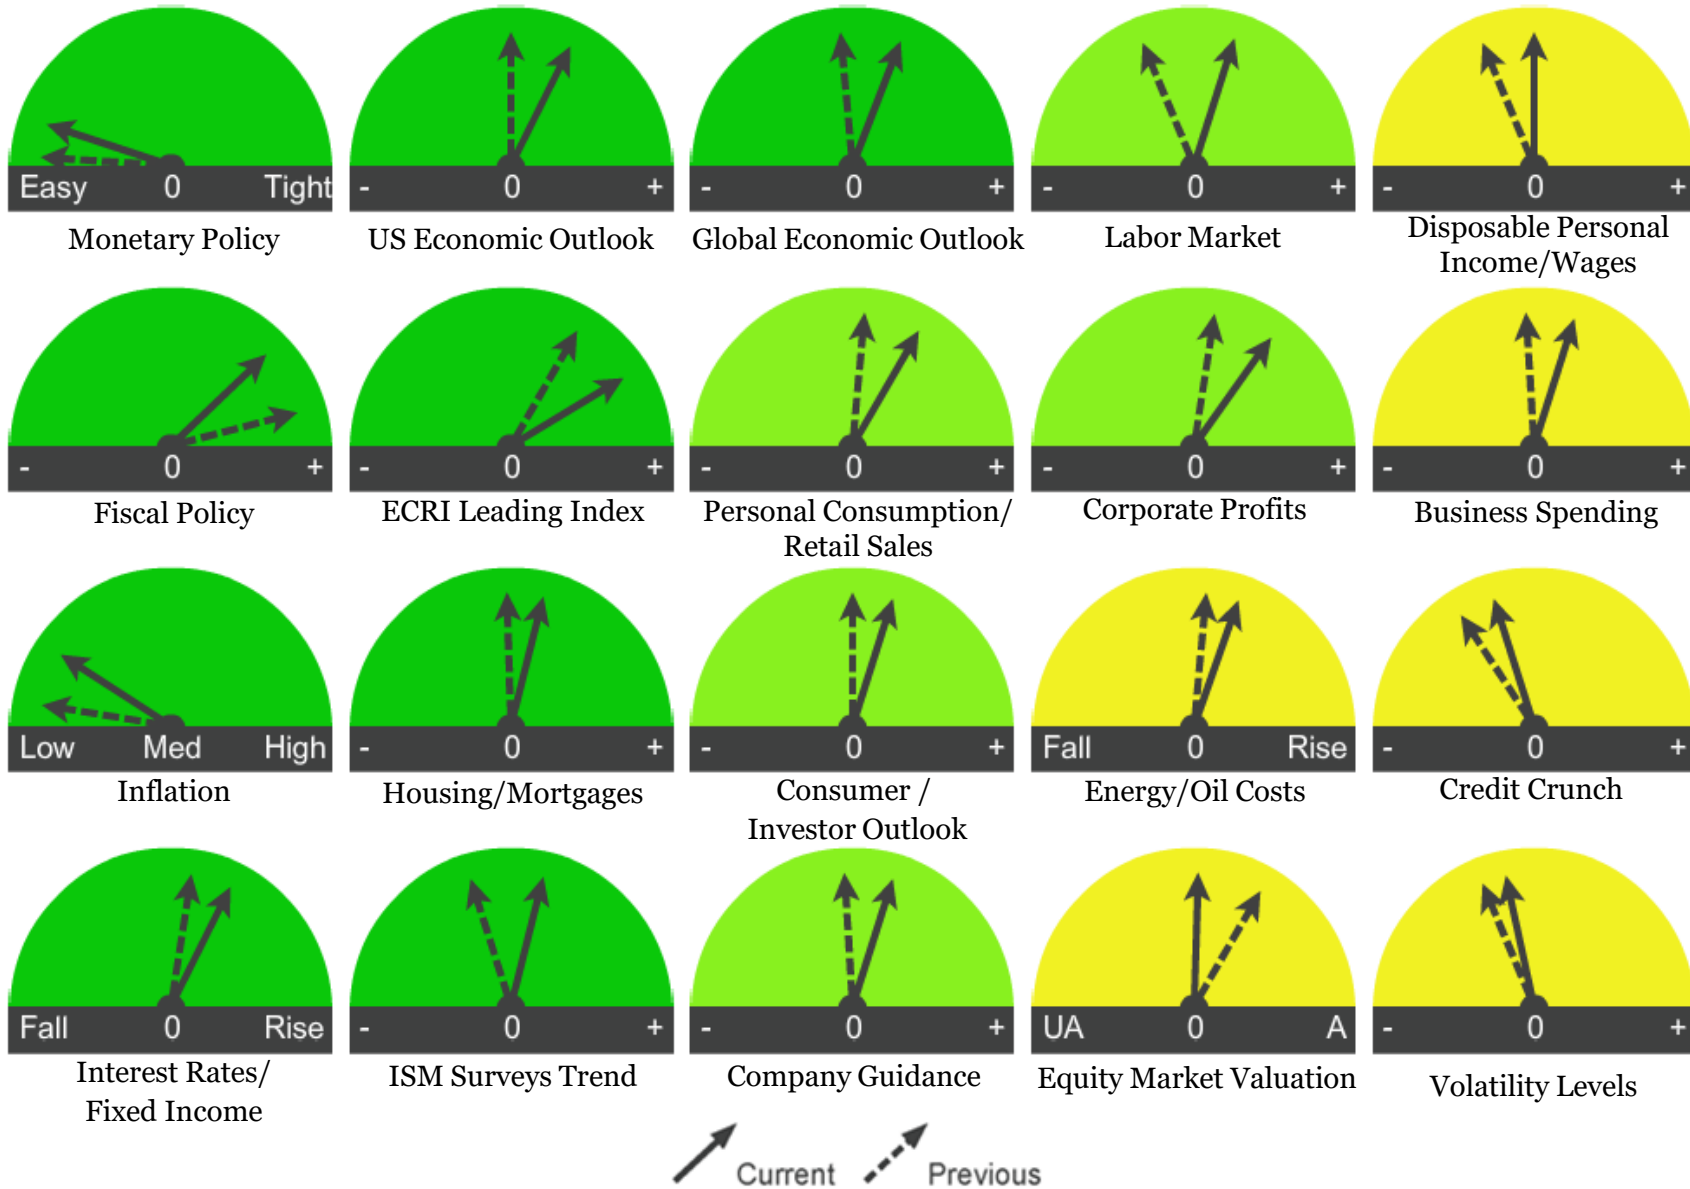 Easy 0 Tight
- 0 +
- 0 +
- 0 +
- 0 +
Monetary Policy
US Economic Outlook
Global Economic Outlook
Labor Market
Disposable Personal
Income/Wages
- 0 +
- 0 +
- 0 +
- 0 +
- 0 +
Fiscal Policy
ECRI Leading Index
Personal Consumption/
Retail Sales
Corporate Profits
Business Spending
Low Med High
- 0 +
- 0 +
Fall 0 Rise
- 0 +
Inflation
Housing/Mortgages
Consumer /
Investor Outlook
Energy/Oil Costs
Credit Crunch
Fall 0 Rise
- 0 +
- 0 +
UA 0 A
- 0 +
Interest Rates/
Fixed Income
ISM Surveys Trend
Company Guidance
Equity Market Valuation
Volatility Levels
Current
Previous